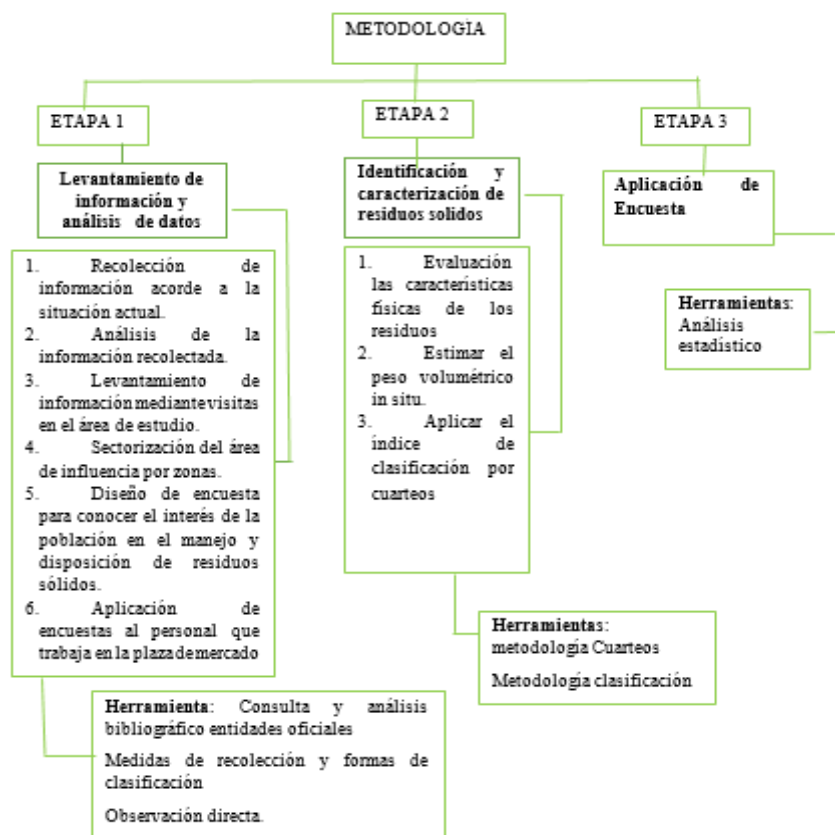 METODOLOGÍA
ETAPA 1
Levantamiento de
información y
análisis de datos
1. Recolección de
información acorde a la
situación actual.
2. Análisis de la
información recolectada.
3. Levantamiento de
información mediante visitas
en el área de estudio.
4. Sectorización del área
de influencia por zonas.
5. Diseño de encuesta
para conocer el interés de la
población en el manejo y
disposición de residuos
sólidos.
6. Aplicación de
encuestas al personal que
trabaja en la plaza de mercado
Herramienta: Consulta y análisis
bibliográfico entidades oficiales
Medidas de recolección y formas de
clasificación
Observación directa.
ETAPA 2
Identificación y
caracterización de
residuos solidos
1. Evaluación
las características
físicas de los
residuos
2. Estimar el
peso volumétrico
in situ.
3. Aplicar el
índice de
clasificación por
cuarteos
Herramientas:
metodología Cuarteos
Metodología clasificación
ETAPA 3
Aplicación de
Encuesta
Herramientas:
Análisis
estadístico